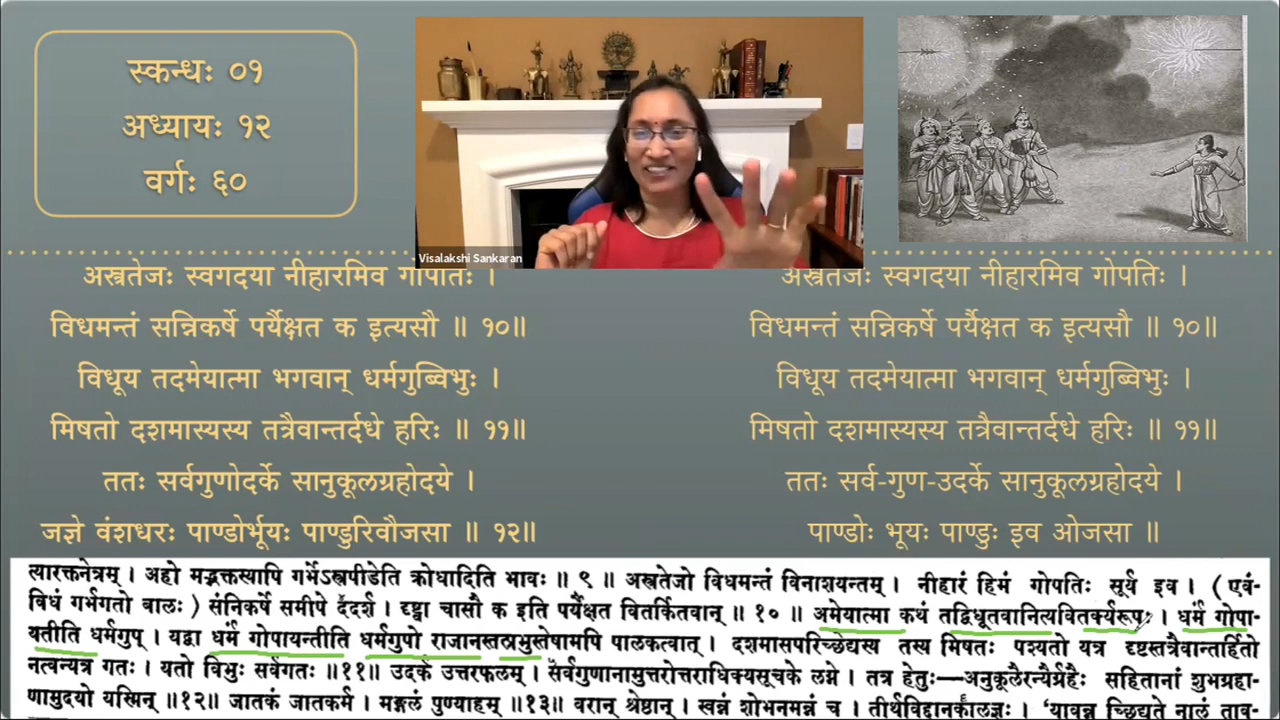 स्कन्धः ०१
अध्यायः १२
वर्गः ६०
Visalakshi Sankaran
अस्त्रतेजः स्वगदया नीहारमिव गोपतिः ।
विधमन्तं सन्निकर्षे पर्यैक्षत क इत्यसौ ॥ १०॥
विधूय तदमेयात्मा भगवान् धर्मगुब्विभुः ।
मिषतो दशमास्यस्य तत्रैवान्तर्दधे हरिः ॥ ११॥
ततः सर्वगुणोदर्के सानुकूलग्रहोदये ।
जज्ञे वंशधरः पाण्डोर्भूयः पाण्डुरिवौजसा ॥ १२॥
अस्त्रतेजः स्वगदया नीहारमिव गोपतिः ।
विधमन्तं सन्निकर्षे पर्यैक्षत क इत्यसौ ॥ १०॥
विधूय तदमेयात्मा भगवान् धर्मगुब्विभुः ।
मिषतो दशमास्यस्य तत्रैवान्तर्दधे हरिः ॥ ११॥
ततः सर्व-गुण-उदर्के सानुकूलग्रहोदये ।
पाण्डोः भूयः पाण्डुः इव ओजसा ॥
त्यारक्तनेत्रम् । अहो मद्भक्तस्यापि गर्भेऽस्त्रपीडेति क्रोधादिति भावः ॥ ९ ॥ अस्त्रतेजो विधमन्तं विनाशयन्तम् । नीहारं हिमं गोपतिः सूर्य इव । ( एवं-
विधं गर्भगतो बालः ) संनिकर्षे समीपे ददर्श । दृष्ट्वा चासौ क इति पर्यैक्षत वितर्कितवान् ॥ १० ॥ अमेयात्मा कथं तद्विधूतवानित्यवितर्क्यरूपः । धर्मं गोपा-
यतीति धर्मगुप् । यद्वा धर्मं गोपायन्तीति धर्मगुपो राजानस्तत्प्रभुस्तेषामपि पालकत्वात् । दशमासपरिच्छेद्यस्य तस्य मिषतः पश्यतो यत्र दृष्टस्तत्रैवान्तर्हितो
नत्वन्यत्र गतः । यतो विभुः सर्वगतः ॥११॥ उदर्क उत्तरफलम् । सर्वगुणानामुत्तरोत्तराधिक्यसूचके लग्ने । तत्र हेतुः—अनुकूलैरन्यैर्ग्रहैः सहितानां शुभग्रहा-
णामुदयो यस्मिन् ॥१२॥ जातकं जातकर्म । मङ्गलं पुण्याहम् ॥१३॥ वरान् श्रेष्ठान् । स्वन्नं शोभनमन्नं च । तीर्थविद्दानकालज्ञः । 'यावन्न च्छिद्यते नालं ताव-